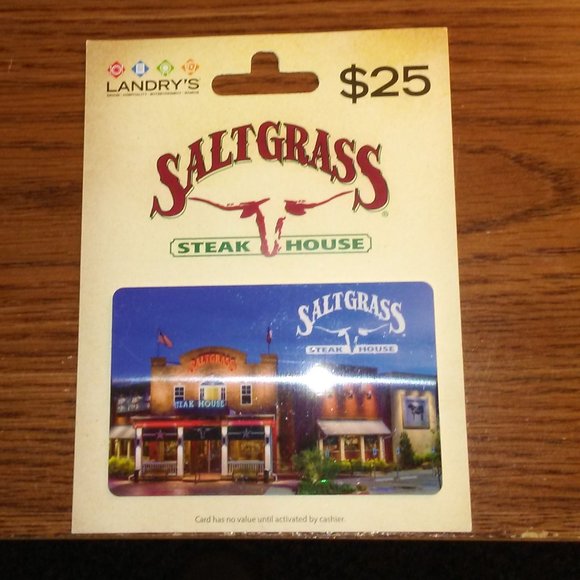 LANDRY'S
$25
SALTGRASS
®
STEAK HOUSE
SALTGRASS
STEAK HOUSE
SALTGRASS
STEAK HOUSE
Card has no value until activated by cashier.